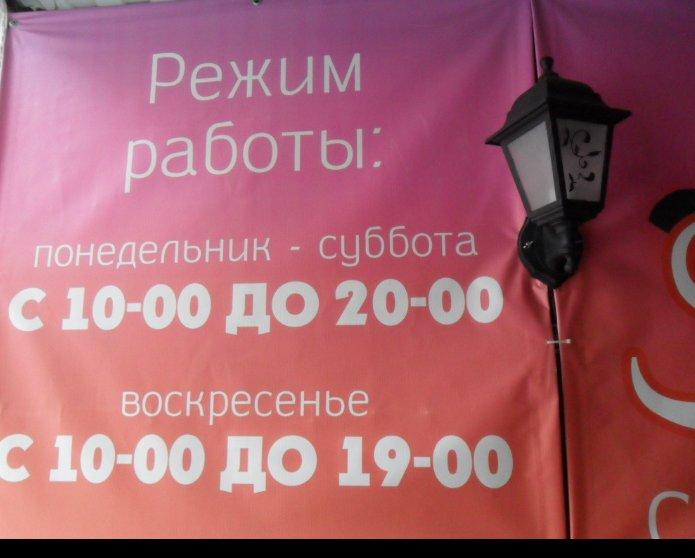 Режим
работы:
понедельник - суббота
С 10-00 ДО 20-00
воскресенье
С 10-00 ДО 19-00